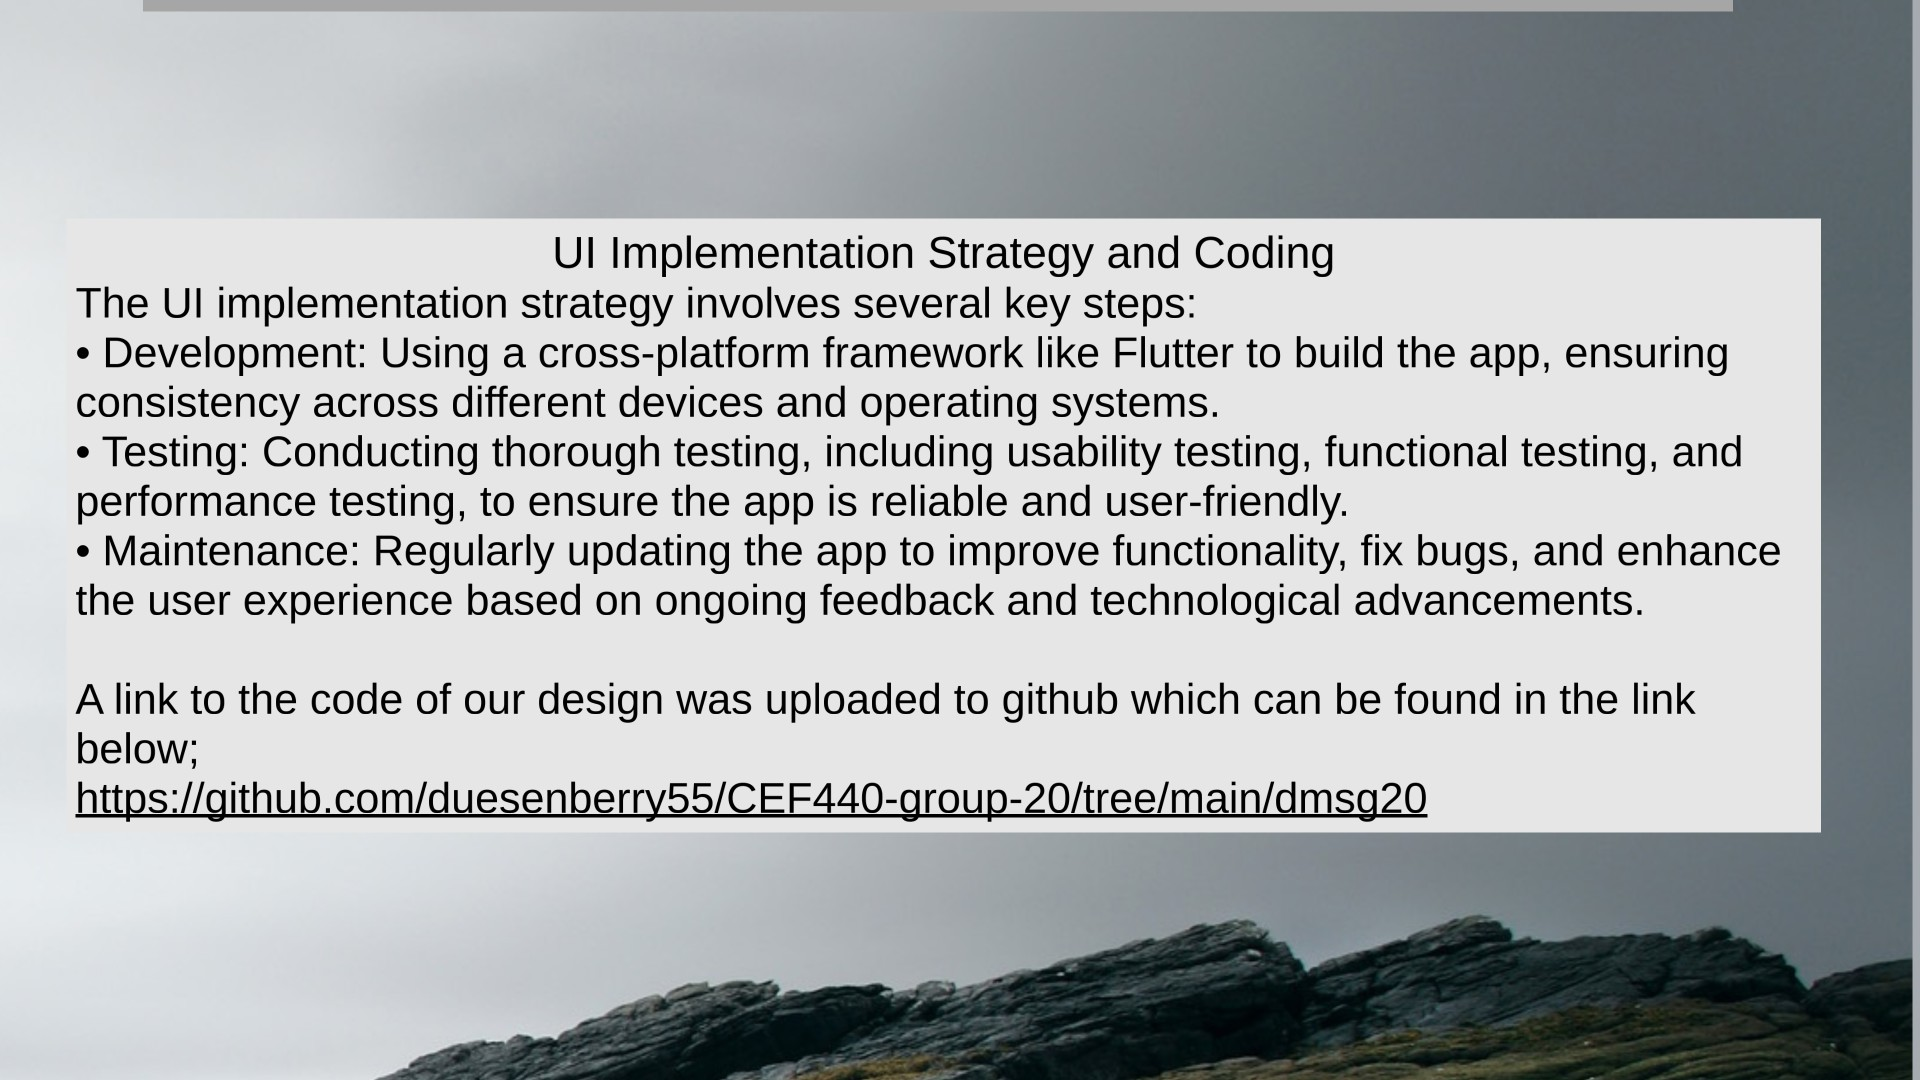 UI Implementation Strategy and Coding
The UI implementation strategy involves several key steps:
• Development: Using a cross-platform framework like Flutter to build the app, ensuring
consistency across different devices and operating systems.
• Testing: Conducting thorough testing, including usability testing, functional testing, and
performance testing, to ensure the app is reliable and user-friendly.
• Maintenance: Regularly updating the app to improve functionality, fix bugs, and enhance
the user experience based on ongoing feedback and technological advancements.
A link to the code of our design was uploaded to github which can be found in the link
below;
https://github.com/duesenberry55/CEF440-group-20/tree/main/dmsg20